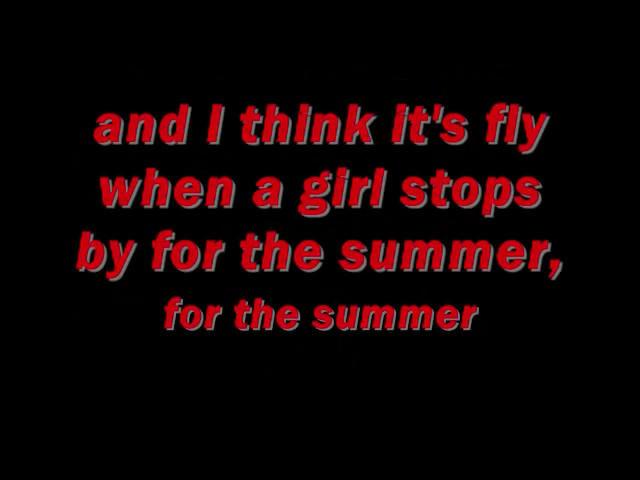 and I think it's fly
when a girl stops
by for the summer,
for the summer